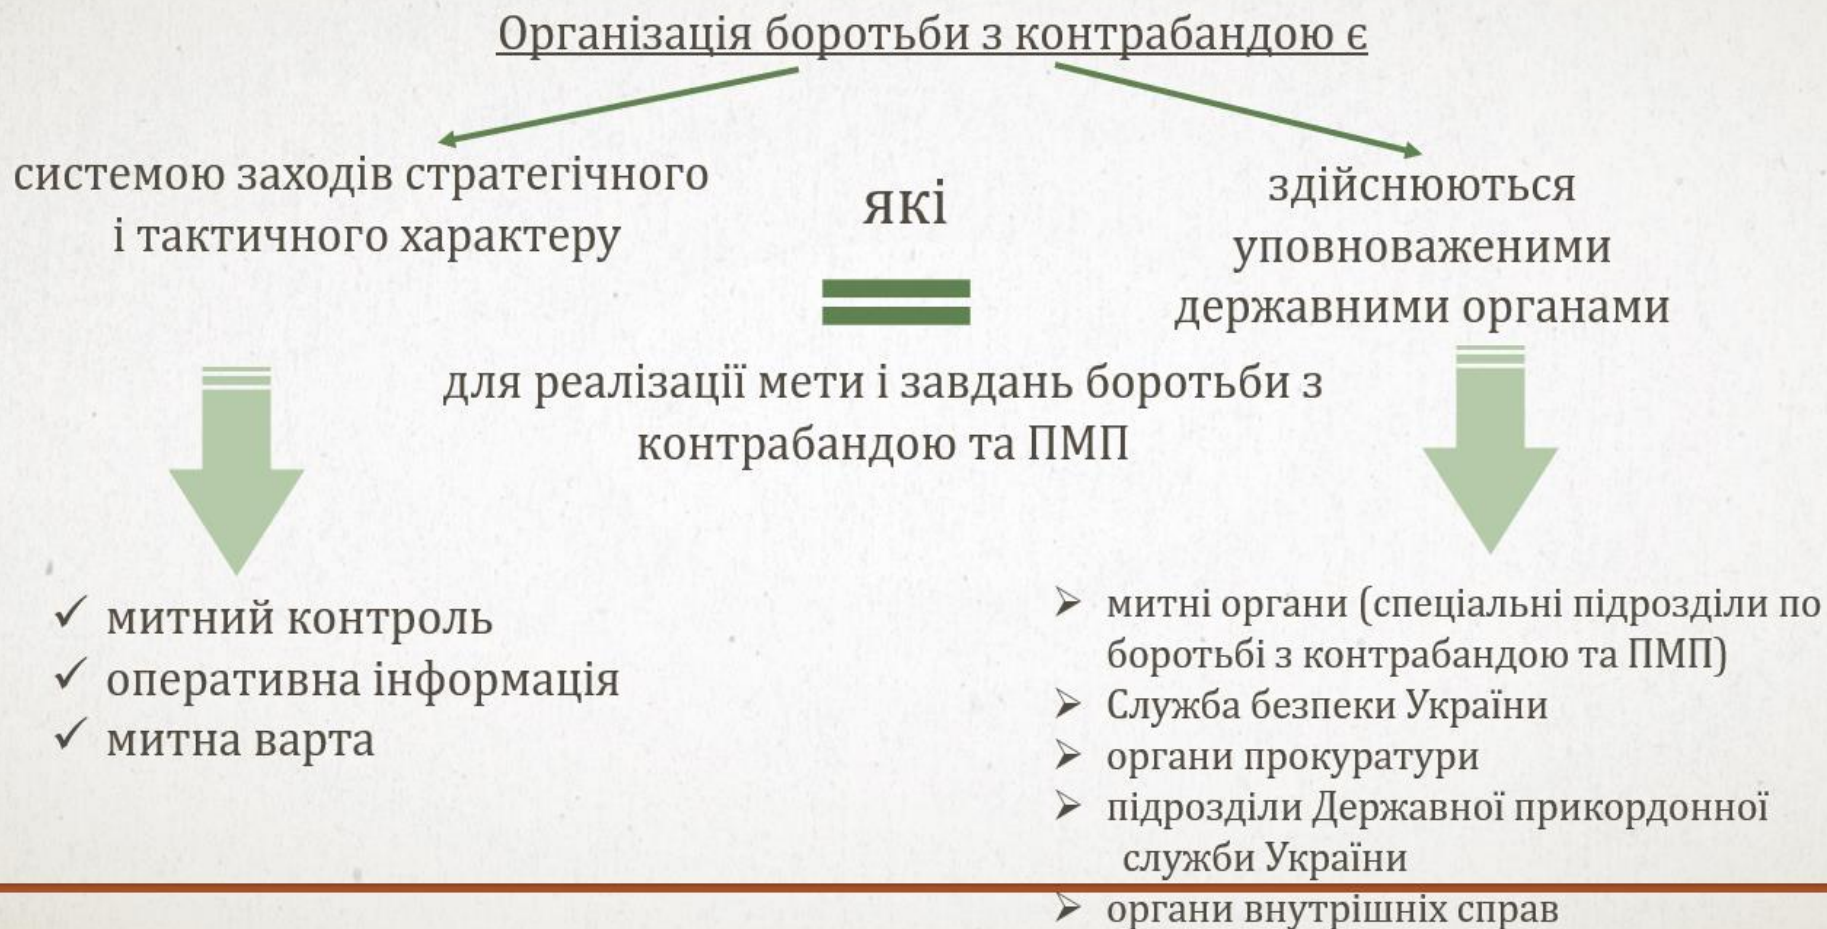 Організація боротьби з контрабандою є
системою заходів стратегічного
і тактичного характеру
які
здійснюються
уповноваженими
державними органами
для реалізації мети і завдань боротьби з
контрабандою та ПМП
✓ митний контроль
✓ оперативна інформація
✓ митна варта
➢ митні органи (спеціальні підрозділи по
боротьбі з контрабандою та ПМП)
➢ Служба безпеки України
➢ органи прокуратури
➢ підрозділи Державної прикордонної
служби України
➢ органи внутрішніх справ